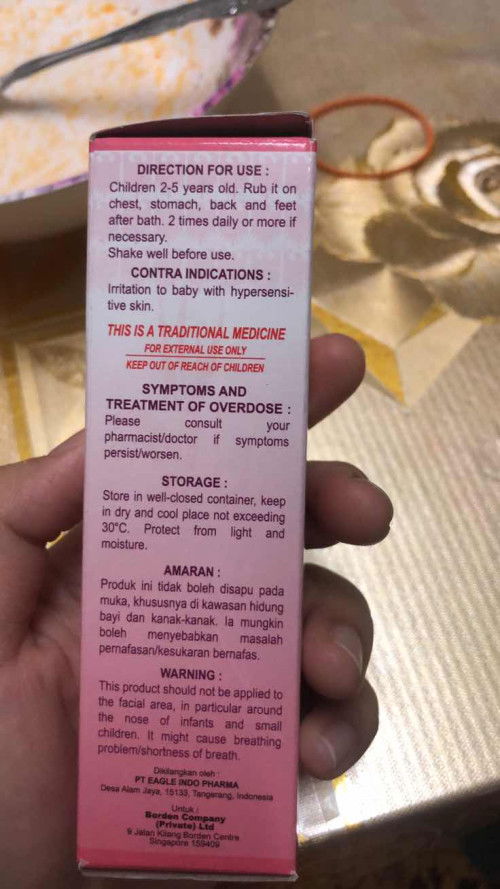 DIRECTION FOR USE :
Children 2-5 years old. Rub it on
chest, stomach, back and feet
after bath. 2 times daily or more if
necessary.
Shake well before use.
CONTRA INDICATIONS :
Irritation to baby with hypersensi-
tive skin.
THIS IS A TRADITIONAL MEDICINE
FOR EXTERNAL USE ONLY
KEEP OUT OF REACH OF CHILDREN
SYMPTOMS AND
TREATMENT OF OVERDOSE :
Please consult your
pharmacist/doctor if symptoms
persist/worsen.
STORAGE :
Store in well-closed container, keep
in dry and cool place not exceeding
30°C. Protect from light and
moisture.
AMARAN :
Produk ini tidak boleh disapu pada
muka, khususnya di kawasan hidung
bayi dan kanak-kanak. Ia mungkin
boleh menyebabkan masalah
pernafasan/kesukaran bernafas.
WARNING :
This product should not be applied to
the facial area, in particular around
the nose of infants and small
children. It might cause breathing
problem/shortness of breath.
Dikilangkan oleh :
PT EAGLE INDO PHARMA
Desa Alam Jaya, 15133, Tangerang, Indonesia
Untuk :
Borden Company
(Private) Ltd
9 Jalan Kilang Borden Centre
Singapore 159409